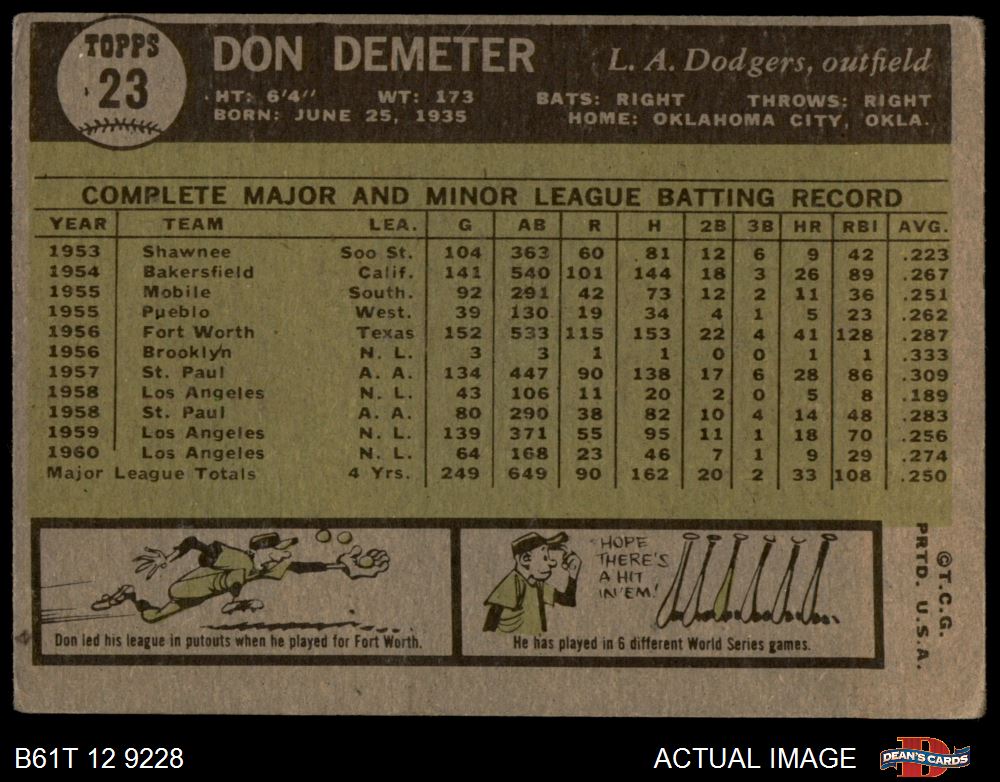 TOPPS
23
DON DEMETER
L. A. Dodgers, outfield
HT: 6'4" WT: 173 BATS: RIGHT THROWS: RIGHT
BORN: JUNE 25, 1935 HOME: OKLAHOMA CITY, OKLA.
COMPLETE MAJOR AND MINOR LEAGUE BATTING RECORD
YEAR TEAM LEA. G AB R H 2B 3B HR RBI AVG.
1953 Shawnee Soo St. 104 363 60 81 12 6 9 42 .223
1954 Bakersfield Calif. 141 540 101 144 18 3 26 89 .267
1955 Mobile South. 92 291 42 73 12 2 11 36 .251
1955 Pueblo West. 39 130 19 34 4 1 5 23 .262
1956 Fort Worth Texas 152 533 115 153 22 4 41 128 .287
1956 Brooklyn N. L. 3 3 1 1 0 0 1 1 .333
1957 St. Paul A. A. 134 447 90 138 17 6 28 86 .309
1958 Los Angeles N. L. 43 106 11 20 2 0 5 8 .189
1958 St. Paul A. A. 80 290 38 82 10 4 14 48 .283
1959 Los Angeles N. L. 139 371 55 95 11 1 18 70 .256
1960 Los Angeles N. L. 64 168 23 46 7 1 9 29 .274
Major League Totals 4 Yrs. 249 649 90 162 20 2 33 108 .250
Don led his league in putouts when he played for Fort Worth.
HOPE
THERE'S
A HIT
IN 'EM!
He has played in 6 different World Series games.
©T.C.G.
PRTD. U.S.A.
B61T 12 9228
ACTUAL IMAGE
DEAN'S CARDS